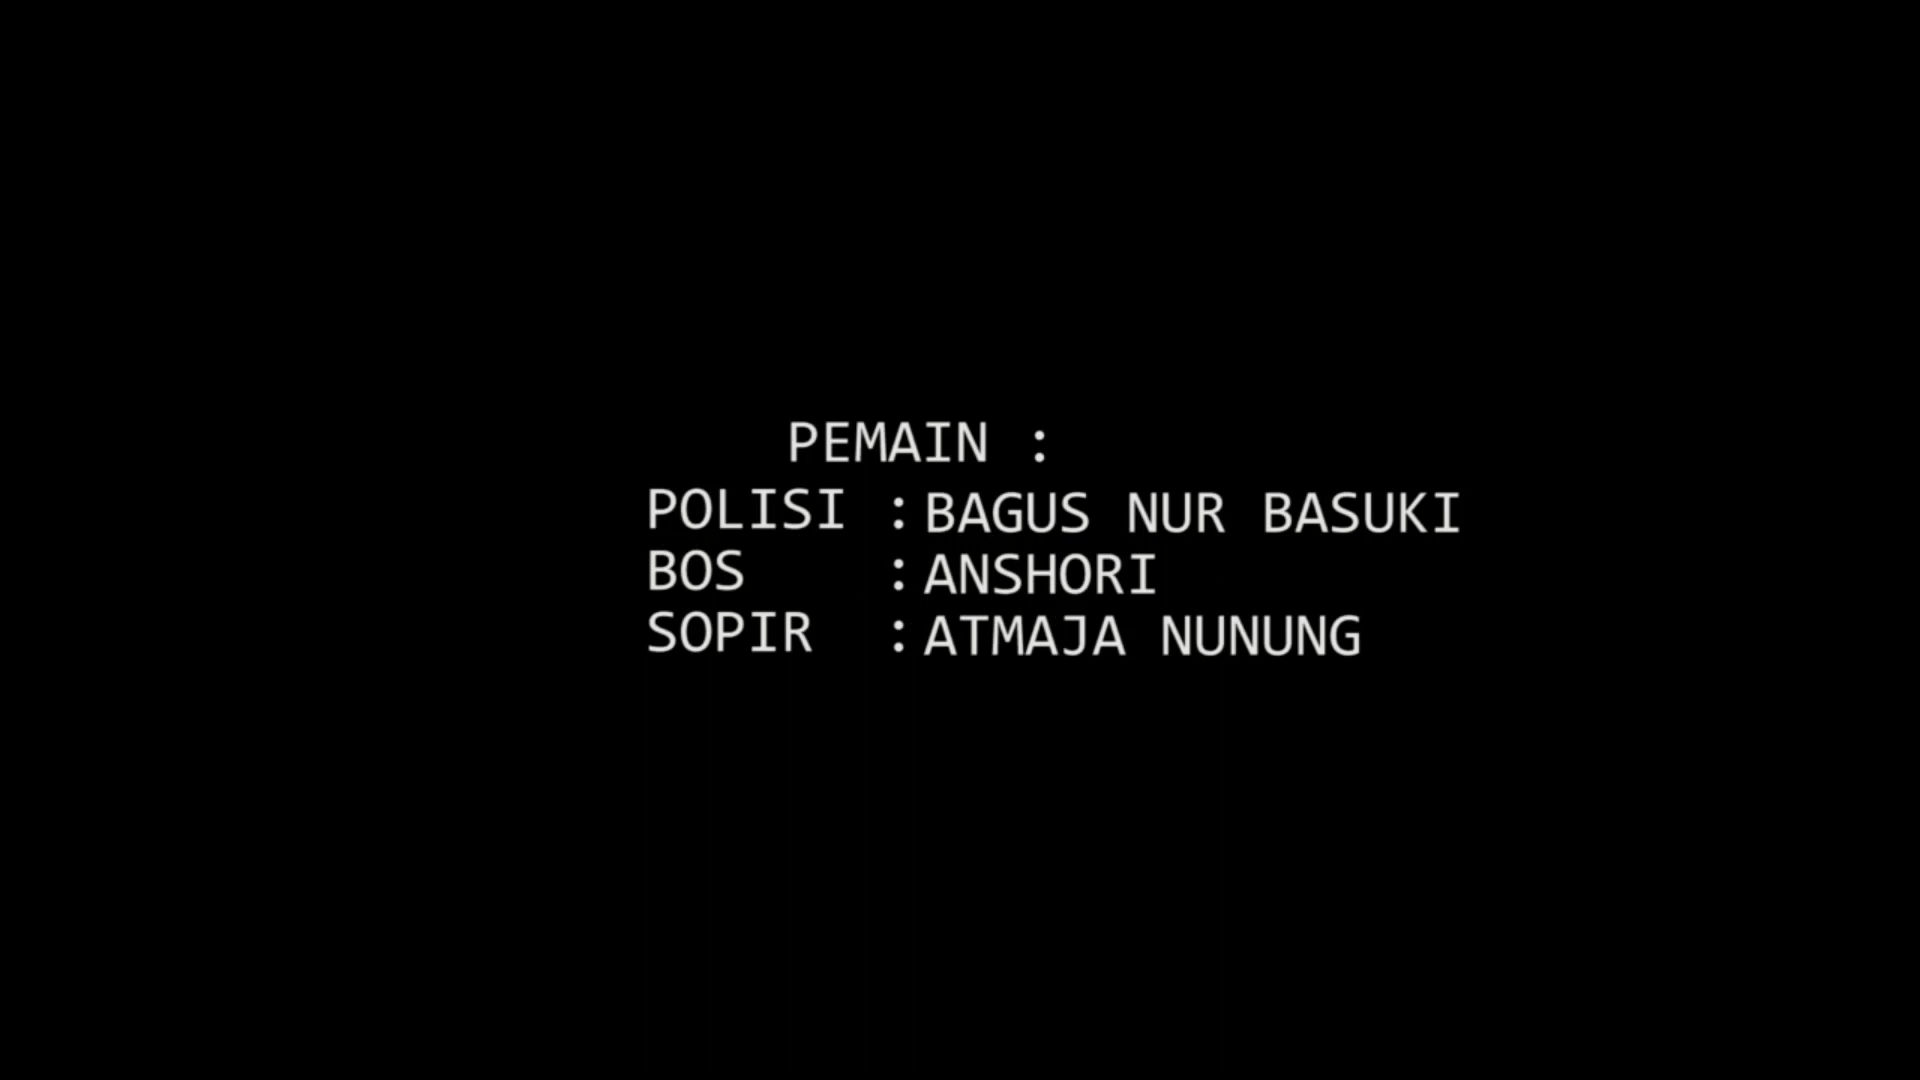 PEMAIN :
POLISI : BAGUS NUR BASUKI
BOS : ANSHORI
SOPIR : ATMAJA NUNUNG